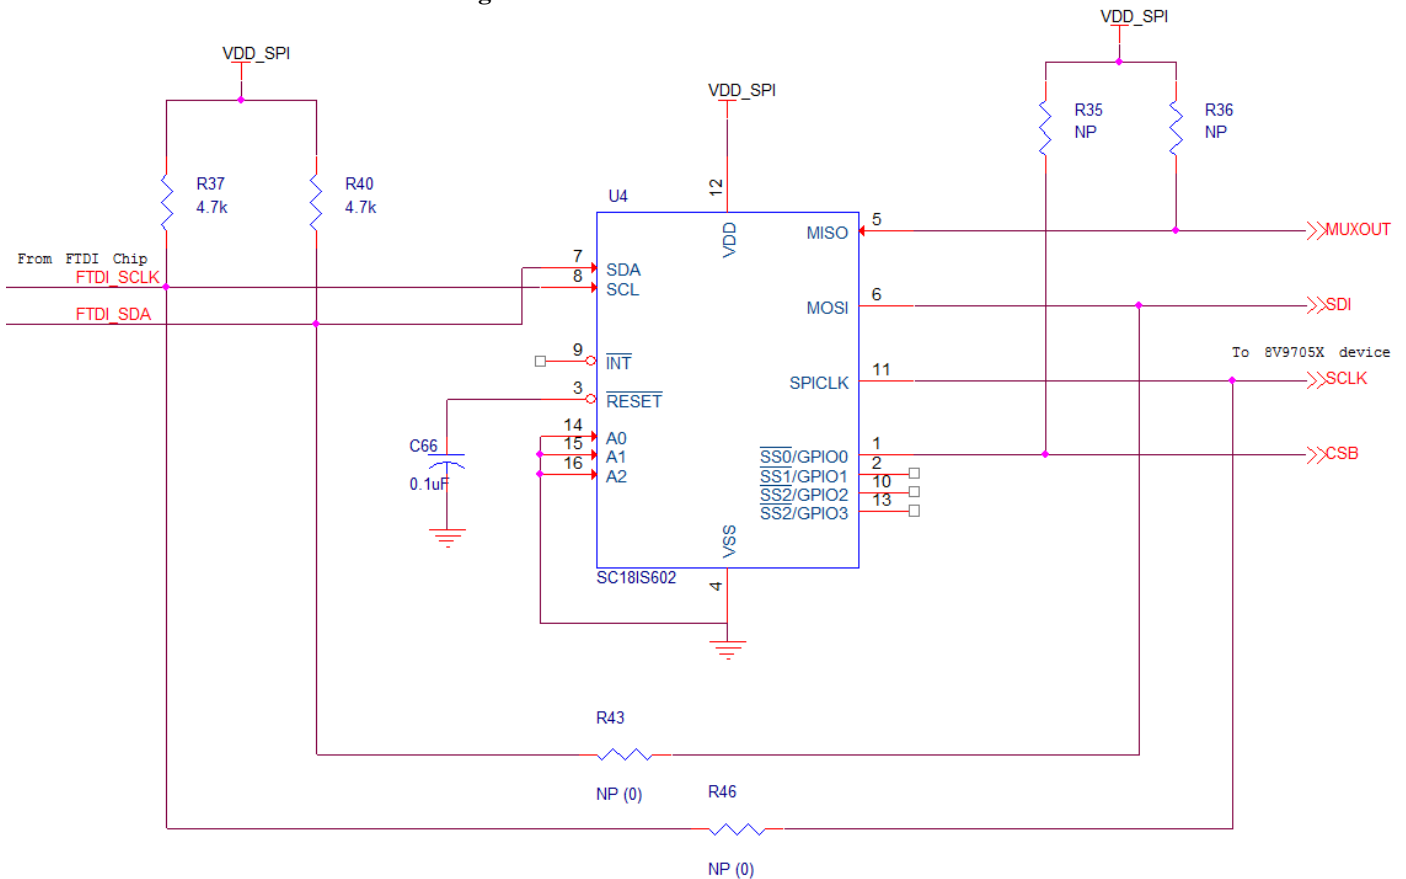 g
VDD_SPI
VDD_SPI
VDD_SPI
R35
NP
R36
NP
R37
4.7k
R40
4.7k
U4
12
VDD
MISO
5
MUXOUT
From FTDI Chip
FTDI_SCLK
FTDI_SDA
7
SDA
8
SCL
MOSI
6
SDI
To 8V9705X device
9
INT
SPICLK
11
SCLK
3
RESET
14
A0
15
A1
16
A2
C66
0.1uF
SS0/GPIO0
1
CSB
SS1/GPIO1
2
SS2/GPIO2
10
SS2/GPIO3
13
VSS
4
SC18IS602
R43
NP (0)
R46
NP (0)